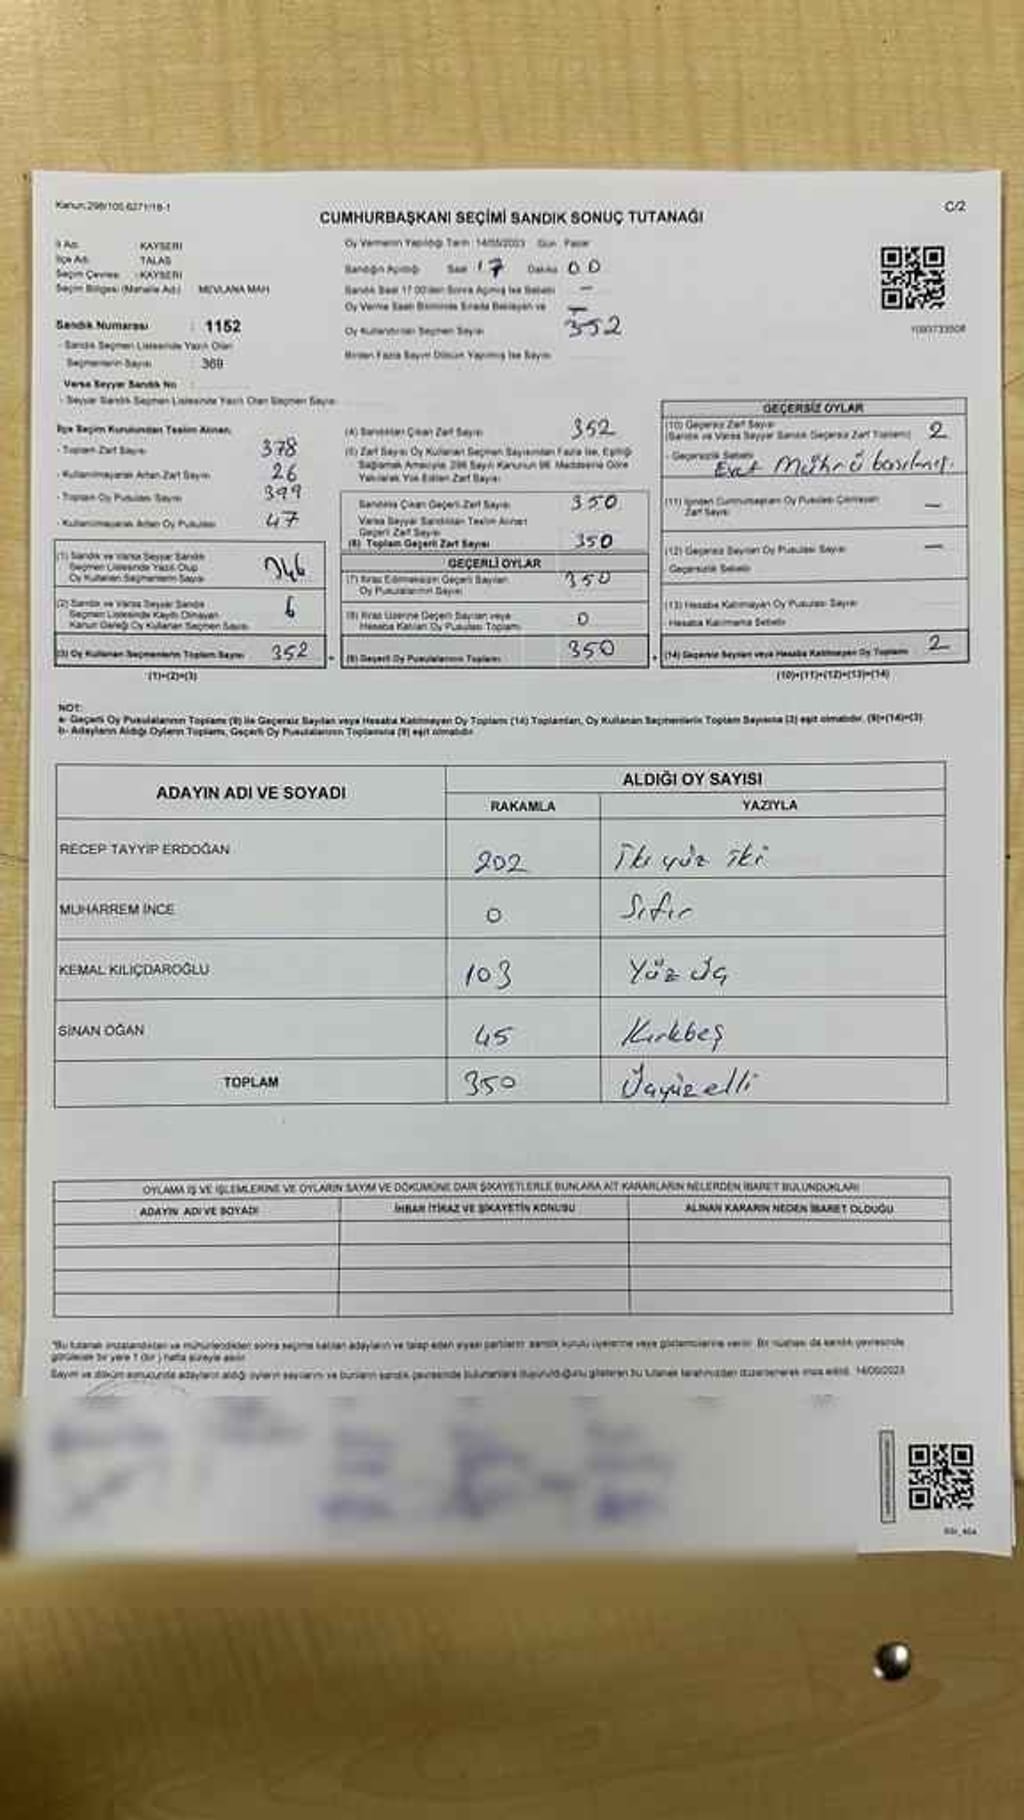 Kanun:298/105,6271/18-1
C/2
CUMHURBAŞKANI SEÇİMİ SANDIK SONUÇ TUTANAĞI
İl Adı : KAYSERİ
İlçe Adı : TALAS
Seçim Çevresi : KAYSERİ
Seçim Bölgesi (Mahalle Adı) : MEVLANA MAH
Sandık Numarası : 1152
- Sandık Seçmen Listesinde Yazılı Olan
Seçmenlerin Sayısı : 369
Varsa Seyyar Sandık No :
- Seyyar Sandık Seçmen Listesinde Yazılı Olan Seçmen Sayısı
Oy Vermenin Yapıldığı Tarih : 14/05/2023 Gün : Pazar
Sandığın Açıldığı Saat 17 Dakika 00
Sandık Saat 17:00'den Sonra Açılmış İse Sebebi -
Oy Verme Saati Bitiminde Sırada Bekleyen ve -
Oy Kullandırılan Seçmen Sayısı 352
Birden Fazla Sayım Döküm Yapılmış İse Sayısı
İlçe Seçim Kurulundan Teslim Alınan:
- Toplam Zarf Sayısı 378
- Kullanılmayarak Artan Zarf Sayısı 26
- Toplam Oy Pusulası Sayısı 399
- Kullanılmayarak Artan Oy Pusulası 47
(1) Sandık ve Varsa Seyyar Sandık
Seçmen Listesinde Yazılı Olup
Oy Kullanan Seçmenlerin Sayısı 346
(2) Sandık ve Varsa Seyyar Sandık
Seçmen Listesinde Kayıtlı Olmayan
Kanun Gereği Oy Kullanan Seçmen Sayısı 6
(3) Oy Kullanan Seçmenlerin Toplam Sayısı 352
(1)+(2)=(3)
(4) Sandıktan Çıkan Zarf Sayısı 352
(5) Zarf Sayısı Oy Kullanan Seçmen Sayısından Fazla İse, Eşitliği
Sağlamak Amacıyla, 298 Sayılı Kanunun 98. Maddesine Göre
Yakılarak Yok Edilen Zarf Sayısı
Sandıkta Çıkan Geçerli Zarf Sayısı 350
Varsa Seyyar Sandıktan Teslim Alınan
Geçerli Zarf Sayısı
(6) Toplam Geçerli Zarf Sayısı 350
GEÇERLİ OYLAR
(7) İtiraz Edilmeksizin Geçerli Sayılan
Oy Pusulalarının Sayısı 350
(8) İtiraz Üzerine Geçerli Sayılan veya
Hesaba Katılan Oy Pusulası Toplamı 0
(9) Geçerli Oy Pusulalarının Toplamı 350
GEÇERSİZ OYLAR
(10) Geçersiz Zarf Sayısı
(Sandık ve Varsa Seyyar Sandık Geçersiz Zarf Toplamı) 2
- Geçersizlik Sebebi Evet Mührü basılmış.
(11) İçinden Cumhurbaşkanı Oy Pusulası Çıkmayan
Zarf Sayısı -
(12) Geçersiz Sayılan Oy Pusulası Sayısı -
Geçersizlik Sebebi
(13) Hesaba Katılmayan Oy Pusulası Sayısı
Hesaba Katılmama Sebebi
(14) Geçersiz Sayılan veya Hesaba Katılmayan Oy Toplamı 2
(10)+(11)+(12)+(13)=(14)
NOT:
a- Geçerli Oy Pusulalarının Toplamı (9) ile Geçersiz Sayılan veya Hesaba Katılmayan Oy Toplamı (14) Toplamları, Oy Kullanan Seçmenlerin Toplam Sayısına (3) eşit olmalıdır. (9)+(14)=(3)
b- Adayların Aldığı Oyların Toplamı, Geçerli Oy Pusulalarının Toplamına (9) eşit olmalıdır.
ADAYIN ADI VE SOYADI
ALDIĞI OY SAYISI
RAKAMLA YAZIYLA
RECEP TAYYİP ERDOĞAN 202 İki yüz iki
MUHARREM İNCE 0 Sıfır
KEMAL KILIÇDAROĞLU 103 Yüz üç
SİNAN OĞAN 45 Kırkbeş
TOPLAM 350 Üçyüzelli
OYLAMA İŞ VE İŞLEMLERİNE VE OYLARIN SAYIM VE DÖKÜMÜNE DAİR ŞİKAYETLERLE BUNLARA AİT KARARLARIN NELERDEN İBARET BULUNDUKLARI
ADAYIN ADI VE SOYADI İHBAR İTİRAZ VE ŞİKAYETİN KONUSU ALINAN KARARIN NEDEN İBARET OLDUĞU
*Bu tutanak imzalandıktan ve mühürlendikten sonra seçime katılan adayların ve talep eden siyasi partilerin sandık kurulu üyelerine veya gözlemcilerine verilir. Bir nüshası da sandık çevresinde
görülecek bir yere 1 (bir) hafta süreyle asılır.
Sayım ve döküm sonucunda adayların aldığı oyların sayılarını ve bunların sandık çevresinde bulunanlara duyurulduğunu gösteren bu tutanak tarafımızdan düzenlenerek imza edildi. 14/05/2023